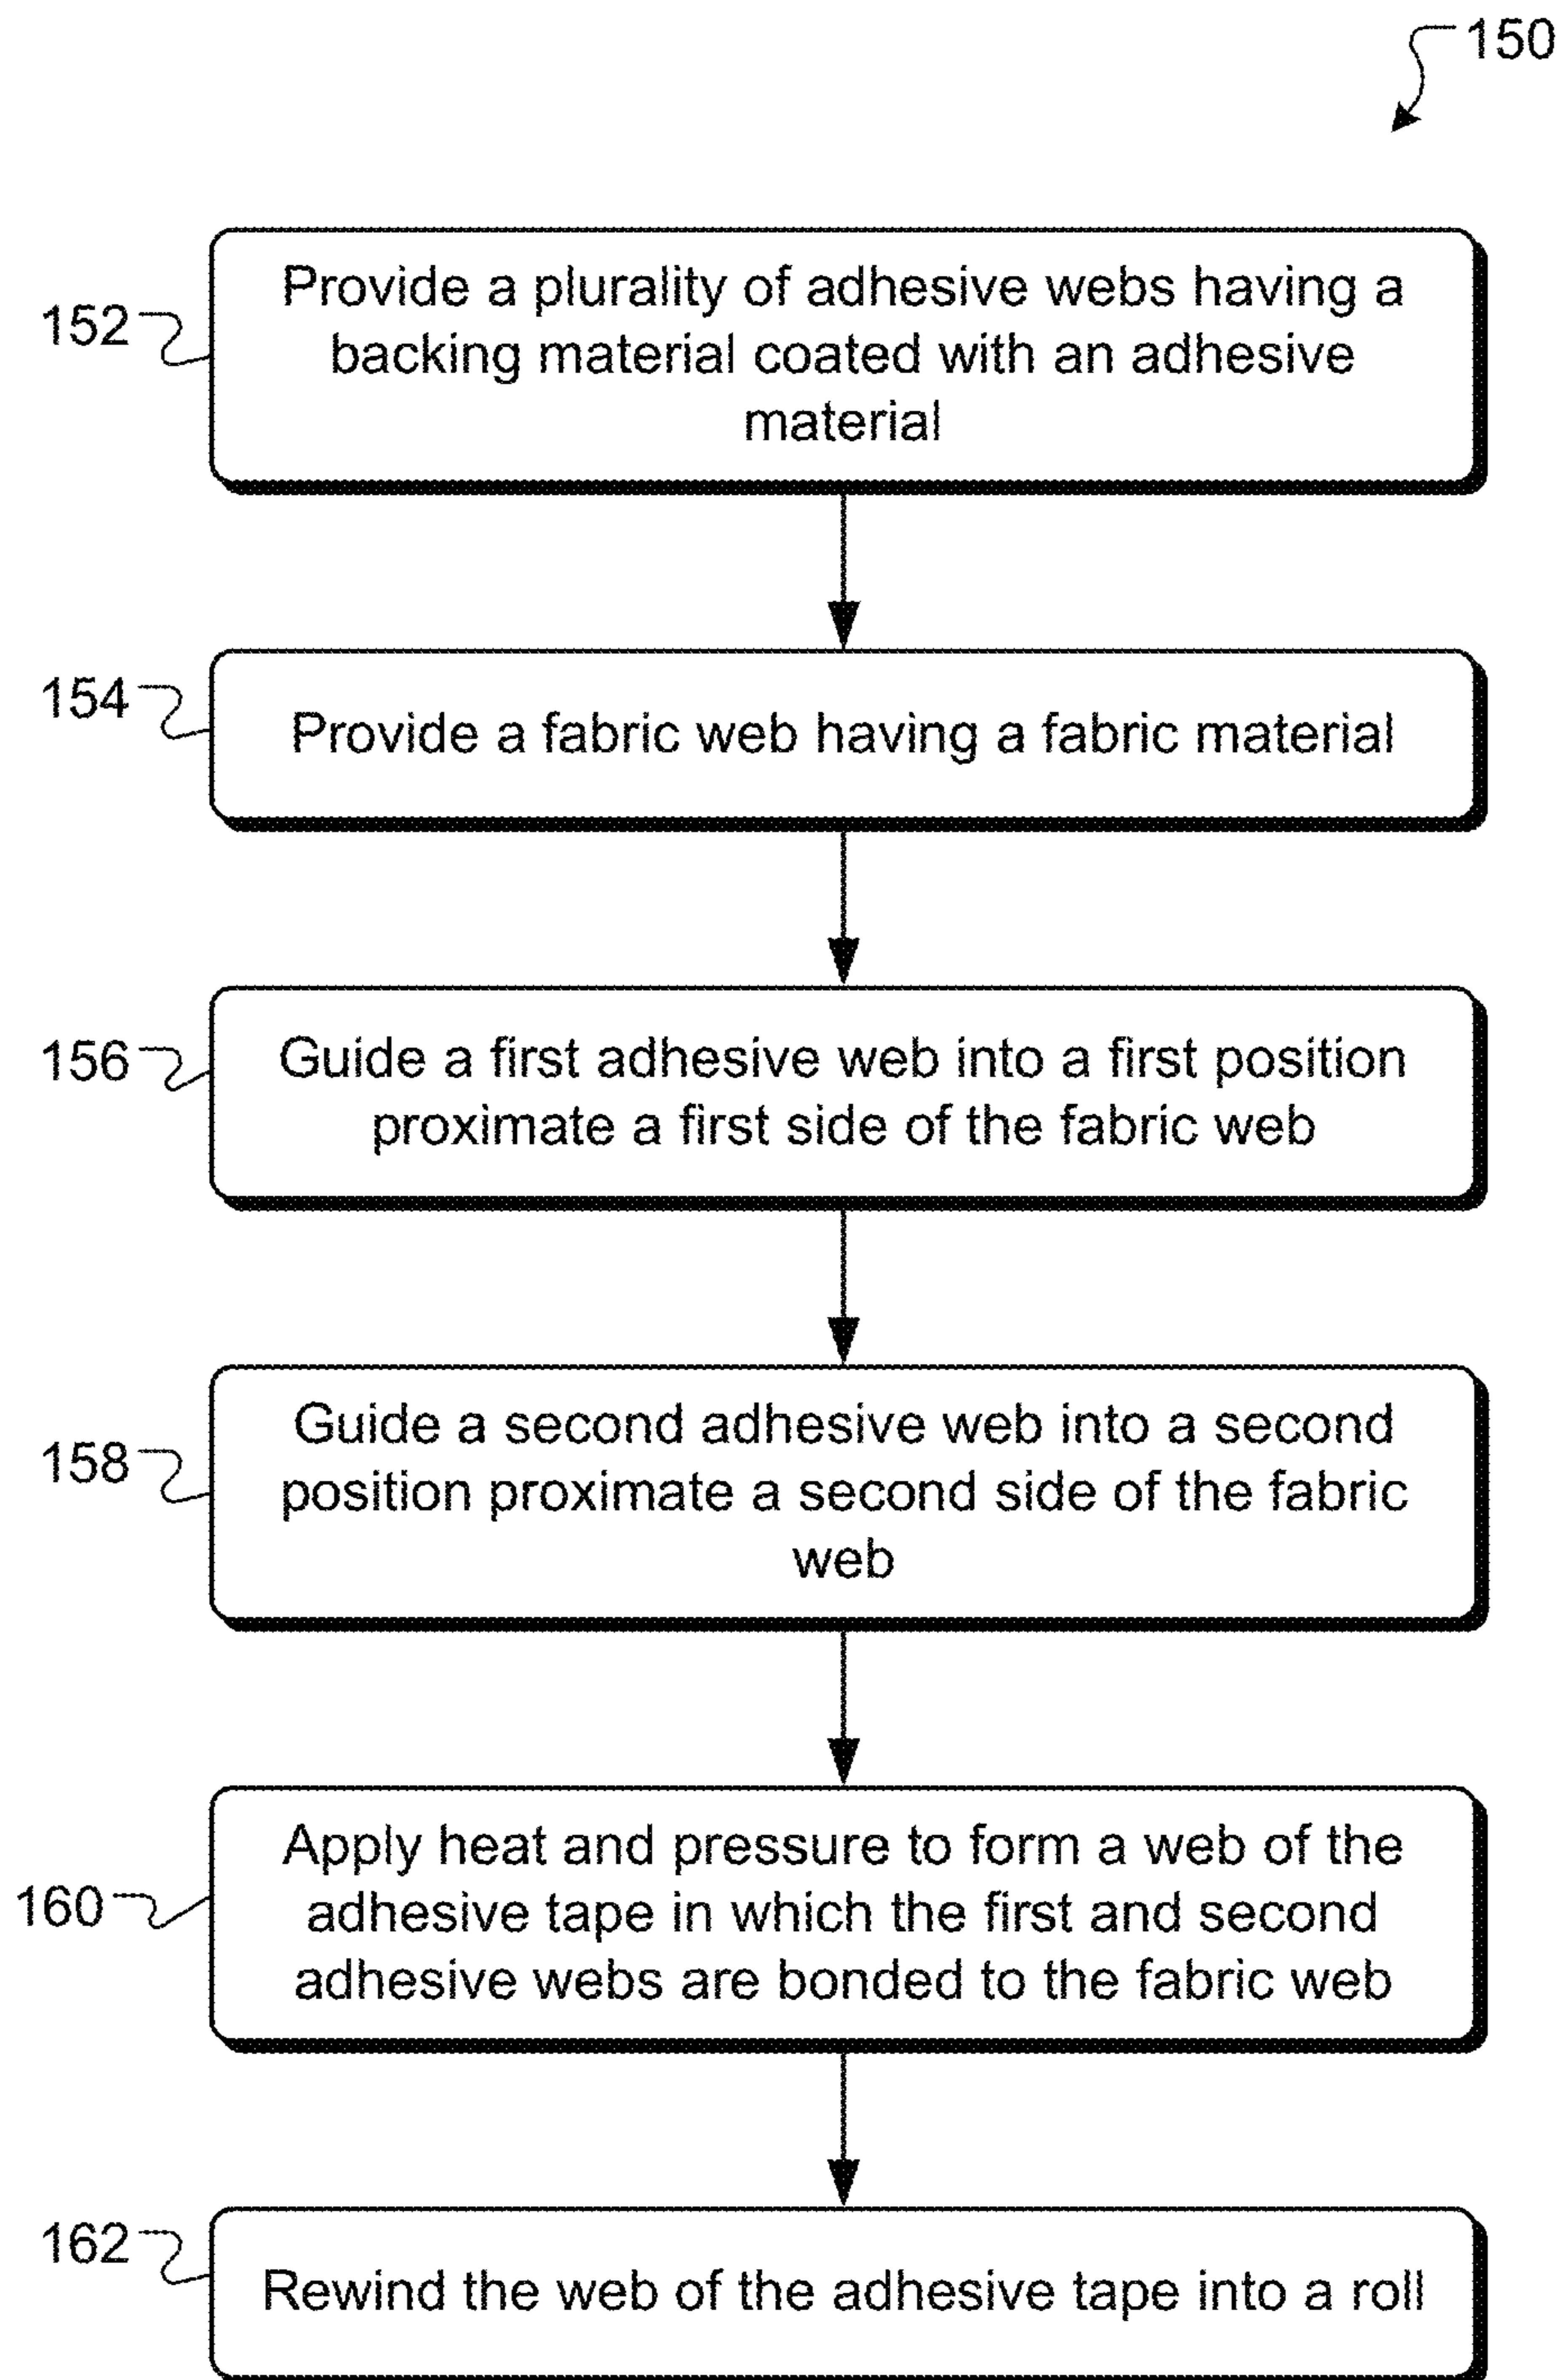 150
152
Provide a plurality of adhesive webs having a
backing material coated with an adhesive
material
154
Provide a fabric web having a fabric material
156
Guide a first adhesive web into a first position
proximate a first side of the fabric web
158
Guide a second adhesive web into a second
position proximate a second side of the fabric
web
160
Apply heat and pressure to form a web of the
adhesive tape in which the first and second
adhesive webs are bonded to the fabric web
162
Rewind the web of the adhesive tape into a roll